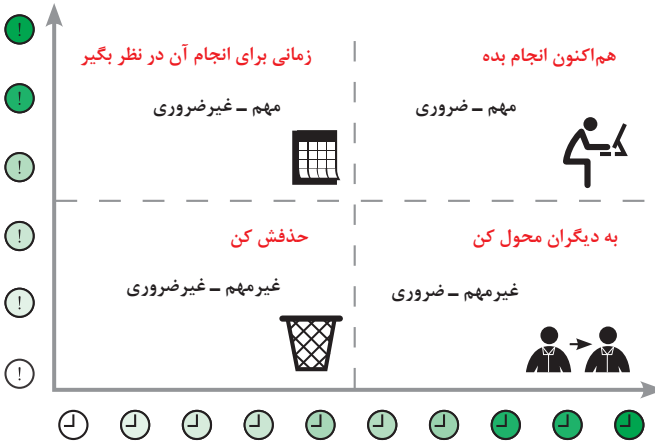 هم‌اکنون انجام بده
مهم ـ ضروری
زمانی برای انجام آن در نظر بگیر
مهم ـ غیرضروری
به دیگران محول کن
غیرمهم ـ ضروری
حذفش کن
غیرمهم ـ غیرضروری
!
!
!
!
!
!